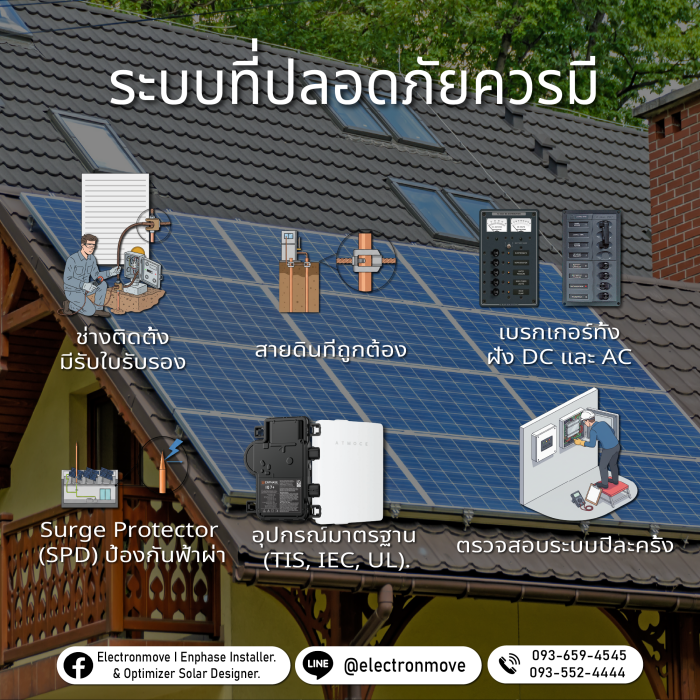 ระบบที่ปลอดภัยควรมี
ช่างติดตั้ง
มีรับใบรับรอง
สายดินที่ถูกต้อง
เบรกเกอร์ทั้ง
ฝั่ง DC และ AC
Surge Protector
(SPD) ป้องกันฟ้าผ่า
อุปกรณ์มาตรฐาน
(TIS, IEC, UL).
ตรวจสอบระบบปีละครั้ง
Electronmove I Enphase Installer.
& Optimizer Solar Designer.
LINE
@electronmove
093-659-4545
093-552-4444